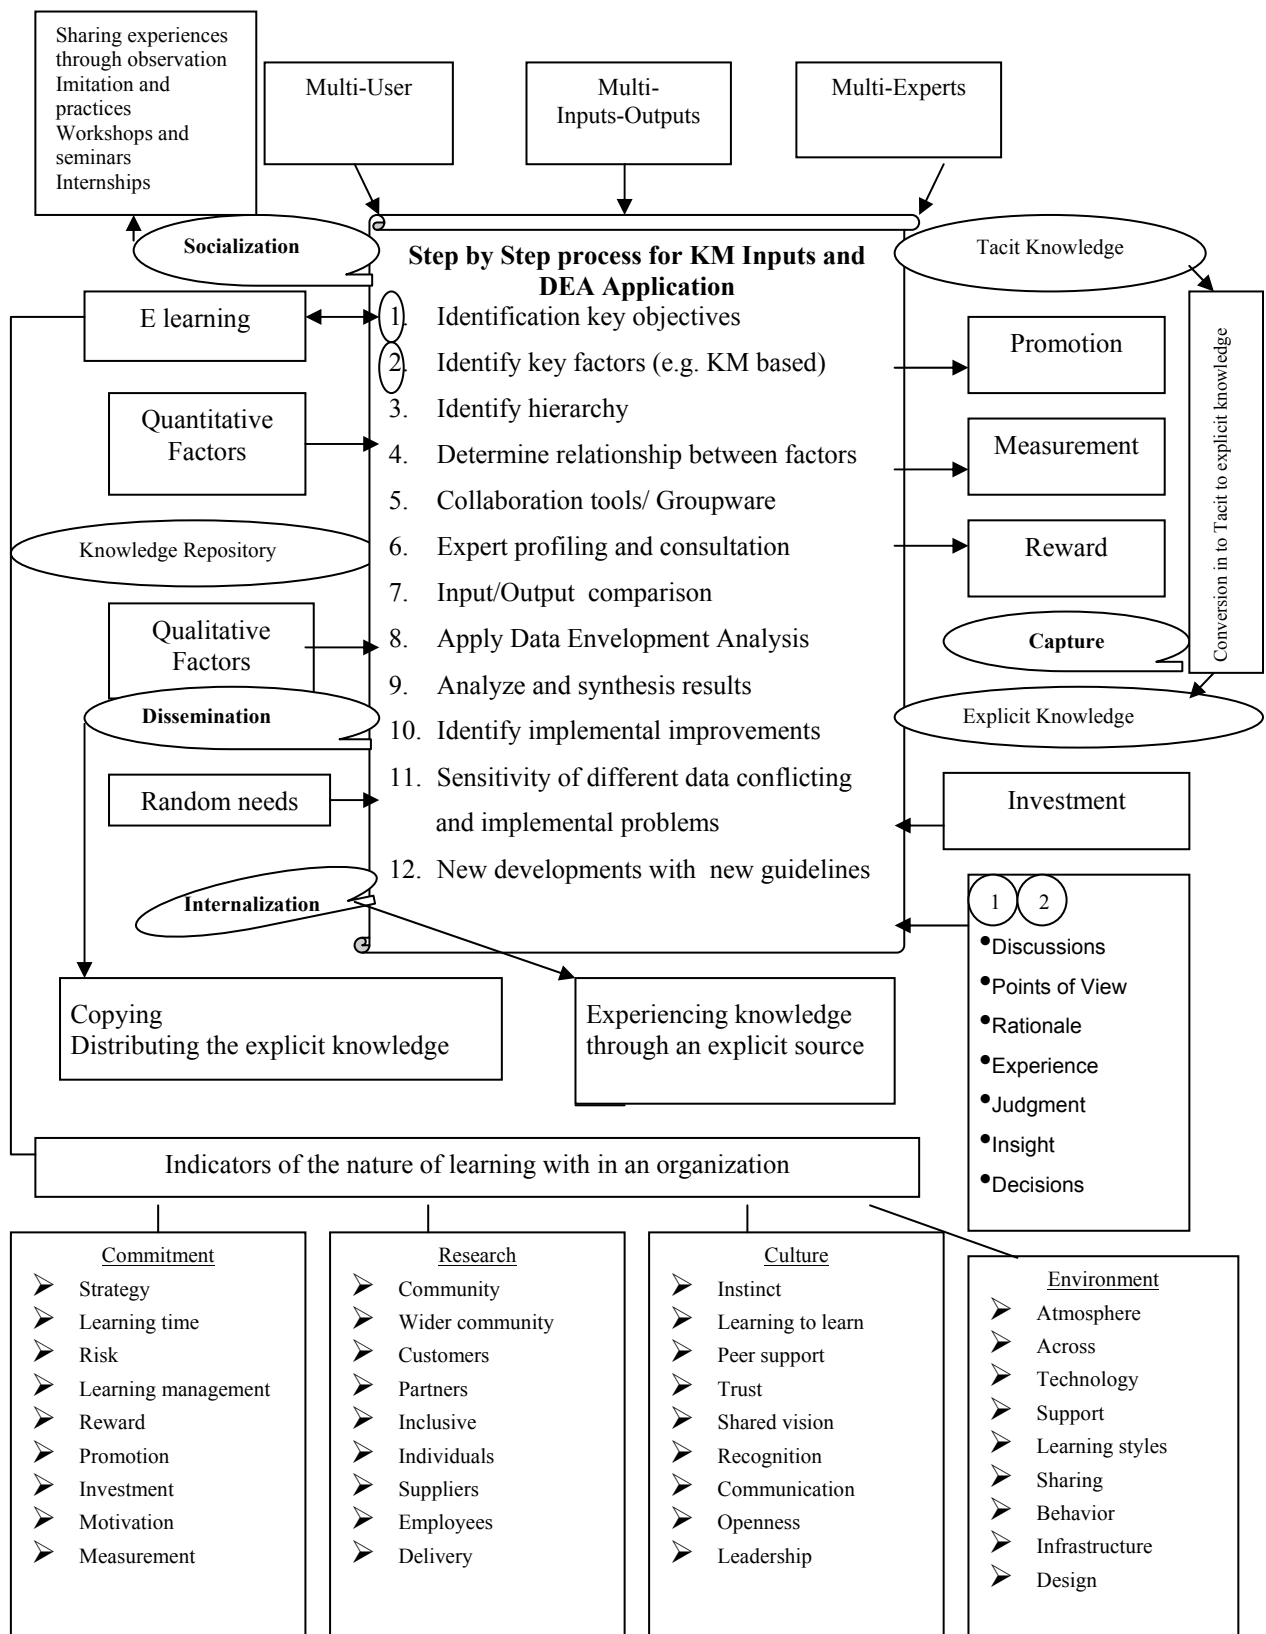 Sharing experiences
through observation
Imitation and
practices
Workshops and
seminars
Internships
Multi-User
Multi-
Inputs-Outputs
Multi-Experts
Socialization
Step by Step process for KM Inputs and
DEA Application
Tacit Knowledge
E learning
1. Identification key objectives
2. Identify key factors (e.g. KM based)
3. Identify hierarchy
4. Determine relationship between factors
5. Collaboration tools/ Groupware
6. Expert profiling and consultation
7. Input/Output comparison
8. Apply Data Envelopment Analysis
9. Analyze and synthesis results
10. Identify implemental improvements
11. Sensitivity of different data conflicting
and implemental problems
12. New developments with new guidelines
Quantitative
Factors
Knowledge Repository
Qualitative
Factors
Dissemination
Random needs
Internalization
Promotion
Measurement
Reward
Conversion in to Tacit to explicit knowledge
Capture
Explicit Knowledge
Investment
1 2
•Discussions
•Points of View
•Rationale
•Experience
•Judgment
•Insight
•Decisions
Copying
Distributing the explicit knowledge
Experiencing knowledge
through an explicit source
Indicators of the nature of learning with in an organization
Commitment
➢ Strategy
➢ Learning time
➢ Risk
➢ Learning management
➢ Reward
➢ Promotion
➢ Investment
➢ Motivation
➢ Measurement
Research
➢ Community
➢ Wider community
➢ Customers
➢ Partners
➢ Inclusive
➢ Individuals
➢ Suppliers
➢ Employees
➢ Delivery
Culture
➢ Instinct
➢ Learning to learn
➢ Peer support
➢ Trust
➢ Shared vision
➢ Recognition
➢ Communication
➢ Openness
➢ Leadership
Environment
➢ Atmosphere
➢ Across
➢ Technology
➢ Support
➢ Learning styles
➢ Sharing
➢ Behavior
➢ Infrastructure
➢ Design